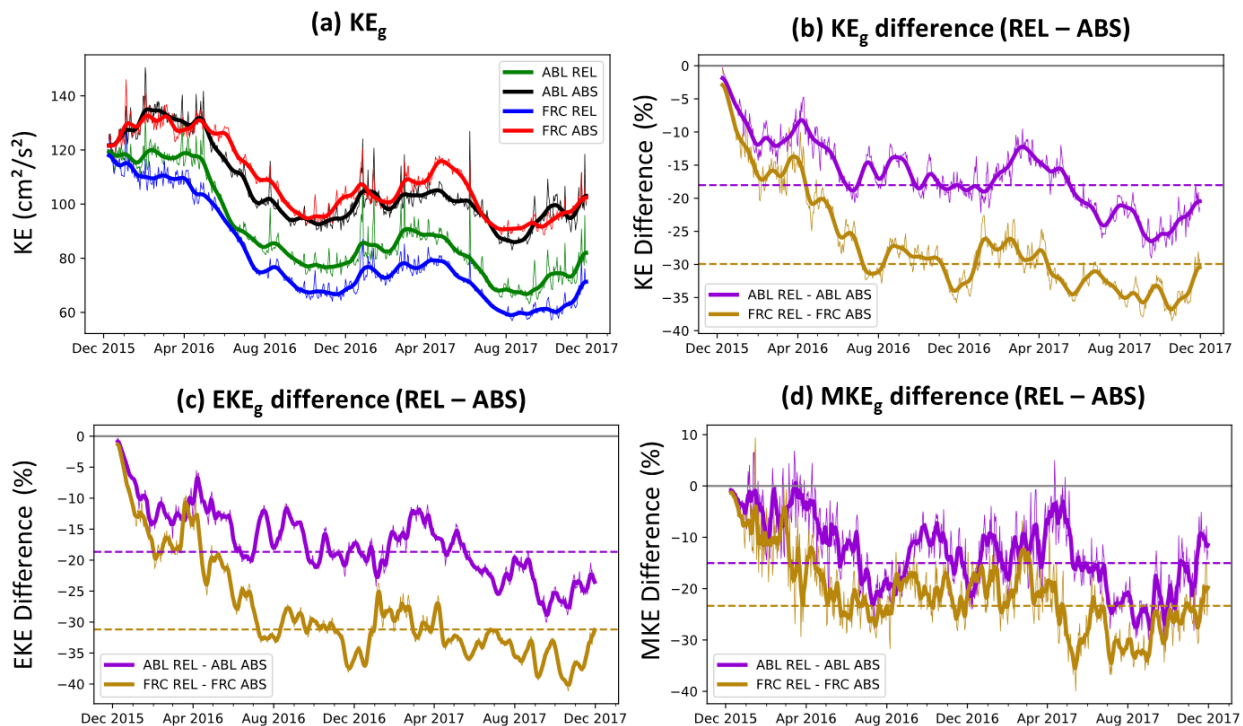 (a) KEg
KE (cm²/s²)
140
120
100
80
60
ABL REL
ABL ABS
FRC REL
FRC ABS
Dec 2015 Apr 2016 Aug 2016 Dec 2016 Apr 2017 Aug 2017 Dec 2017
(b) KEg difference (REL – ABS)
KE Difference (%)
0
−5
−10
−15
−20
−25
−30
−35
−40
ABL REL - ABL ABS
FRC REL - FRC ABS
Dec 2015 Apr 2016 Aug 2016 Dec 2016 Apr 2017 Aug 2017 Dec 2017
(c) EKEg difference (REL – ABS)
EKE Difference (%)
0
−5
−10
−15
−20
−25
−30
−35
−40
ABL REL - ABL ABS
FRC REL - FRC ABS
Dec 2015 Apr 2016 Aug 2016 Dec 2016 Apr 2017 Aug 2017 Dec 2017
(d) MKEg difference (REL – ABS)
MKE Difference (%)
10
0
−10
−20
−30
−40
ABL REL - ABL ABS
FRC REL - FRC ABS
Dec 2015 Apr 2016 Aug 2016 Dec 2016 Apr 2017 Aug 2017 Dec 2017